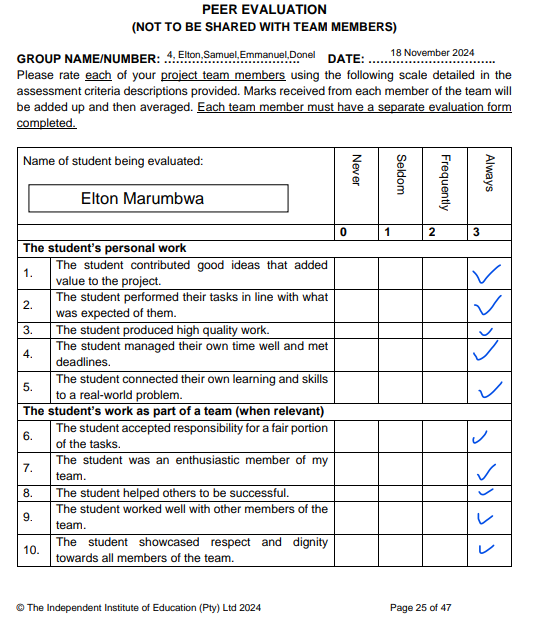 PEER EVALUATION
(NOT TO BE SHARED WITH TEAM MEMBERS)
GROUP NAME/NUMBER: 4, Elton,Samuel,Emmanuel,Donel DATE: 18 November 2024
Please rate each of your project team members using the following scale detailed in the
assessment criteria descriptions provided. Marks received from each member of the team will
be added up and then averaged. Each team member must have a separate evaluation form
completed.
Name of student being evaluated:
Elton Marumbwa
Never
Seldom
Frequently
Always
0 1 2 3
The student's personal work
1. The student contributed good ideas that added
value to the project.
2. The student performed their tasks in line with what
was expected of them.
3. The student produced high quality work.
4. The student managed their own time well and met
deadlines.
5. The student connected their own learning and skills
to a real-world problem.
The student's work as part of a team (when relevant)
6. The student accepted responsibility for a fair portion
of the tasks.
7. The student was an enthusiastic member of my
team.
8. The student helped others to be successful.
9. The student worked well with other members of the
team.
10. The student showcased respect and dignity
towards all members of the team.
© The Independent Institute of Education (Pty) Ltd 2024 Page 25 of 47